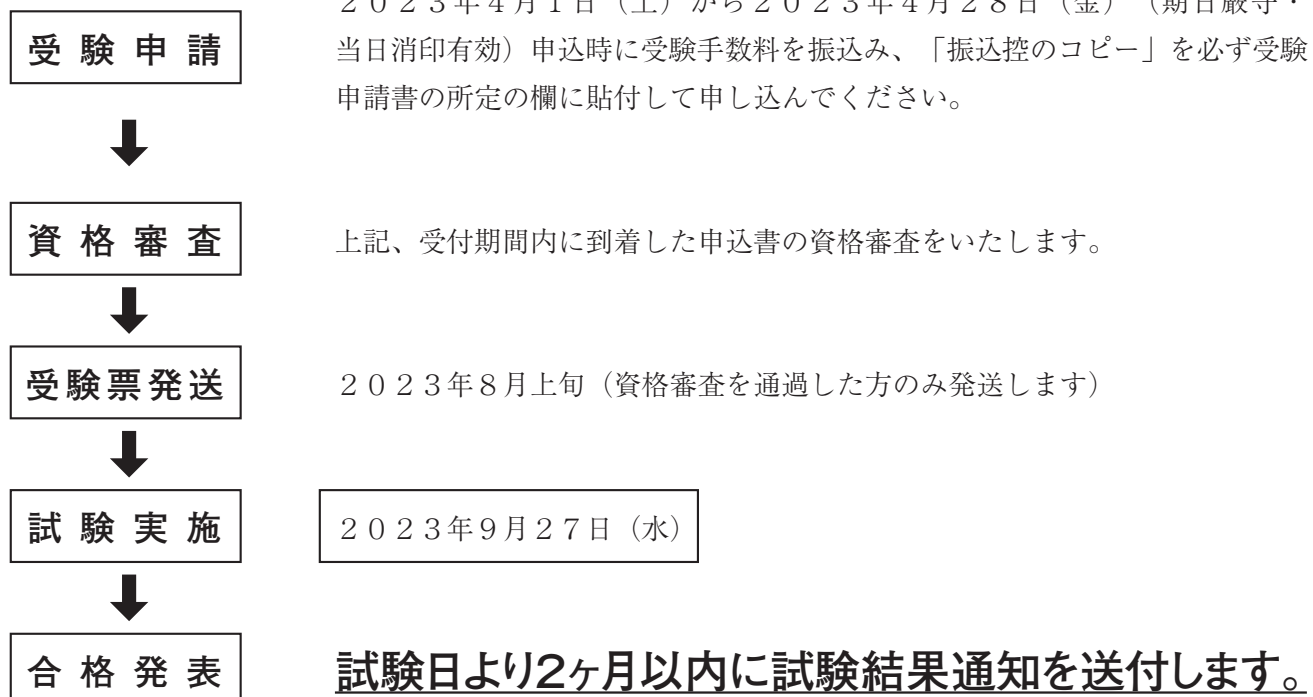 ２０２３年４月１日（土）から２０２３年４月２８日（金）（期日厳守・
受験申請
当日消印有効）申込時に受験手数料を振込み、「振込控のコピー」を必ず受験
申請書の所定の欄に貼付して申し込んでください。
資格審査
上記、受付期間内に到着した申込書の資格審査をいたします。
受験票発送
２０２３年８月上旬（資格審査を通過した方のみ発送します）
試験実施
２０２３年９月２７日（水）
合格発表
試験日より2ヶ月以内に試験結果通知を送付します。